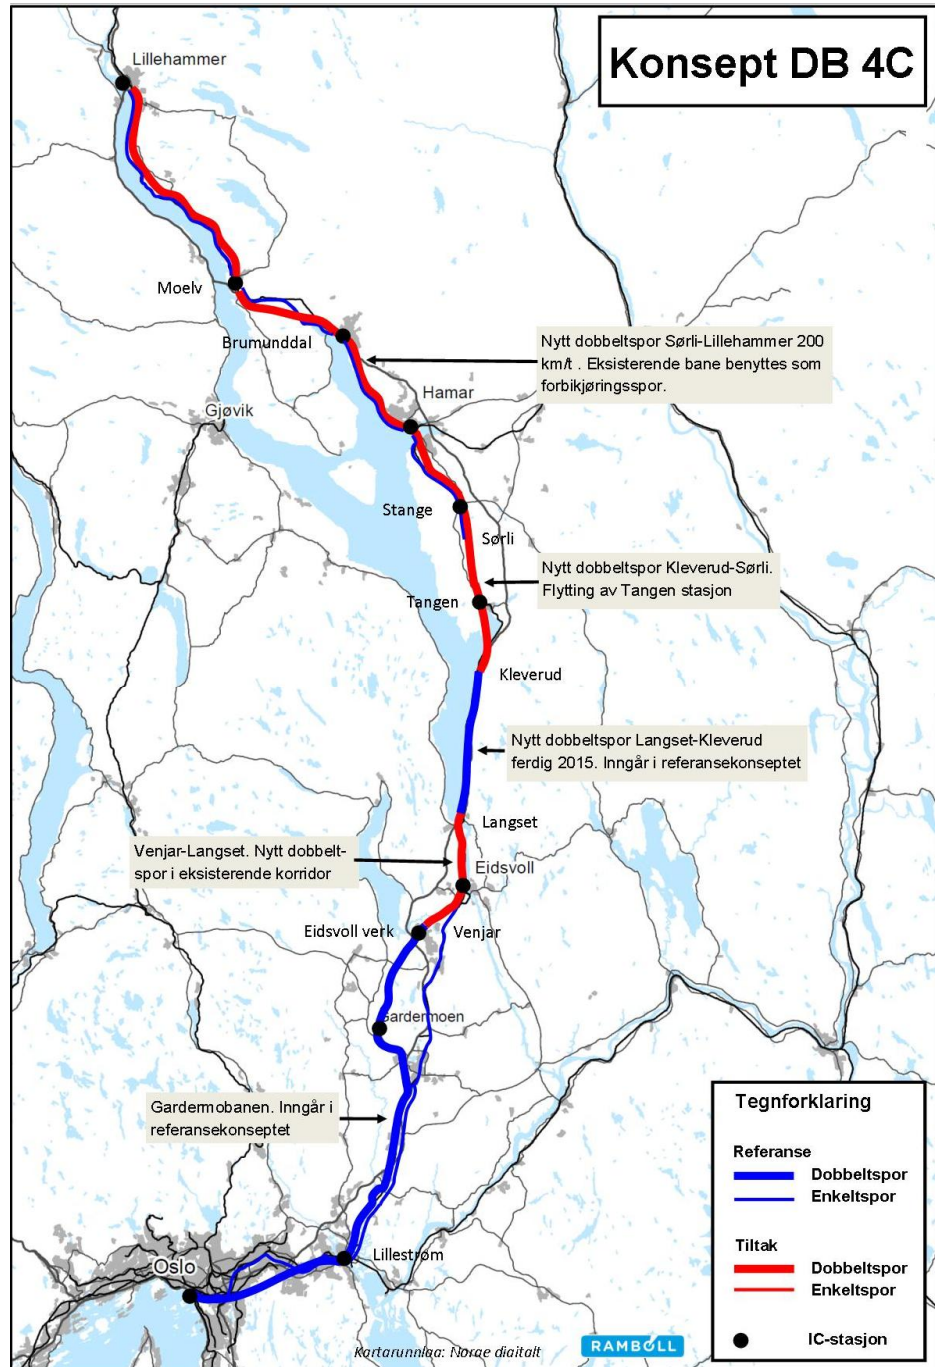 Konsept DB 4C
Lillehammer
Moelv
Brumunddal
Nytt dobbeltspor Sørli-Lillehammer 200
km/t . Eksisterende bane benyttes som
forbikjøringsspor.
Hamar
Gjøvik
Stange
Sørli
Nytt dobbeltspor Kleverud-Sørli.
Flytting av Tangen stasjon
Tangen
Kleverud
Nytt dobbeltspor Langset-Kleverud
ferdig 2015. Inngår i referansekonseptet
Langset
Venjar-Langset. Nytt dobbelt-
spor i eksisterende korridor
Eidsvoll
Eidsvoll verk
Venjar
Gardermoen
Gardermobanen. Inngår i
referansekonseptet
Lillestrøm
Oslo
Tegnforklaring
Referanse
Dobbeltspor
Enkeltspor
Tiltak
Dobbeltspor
Enkeltspor
IC-stasjon
RAMBOLL
Kartgrunnlag: Norge digitalt